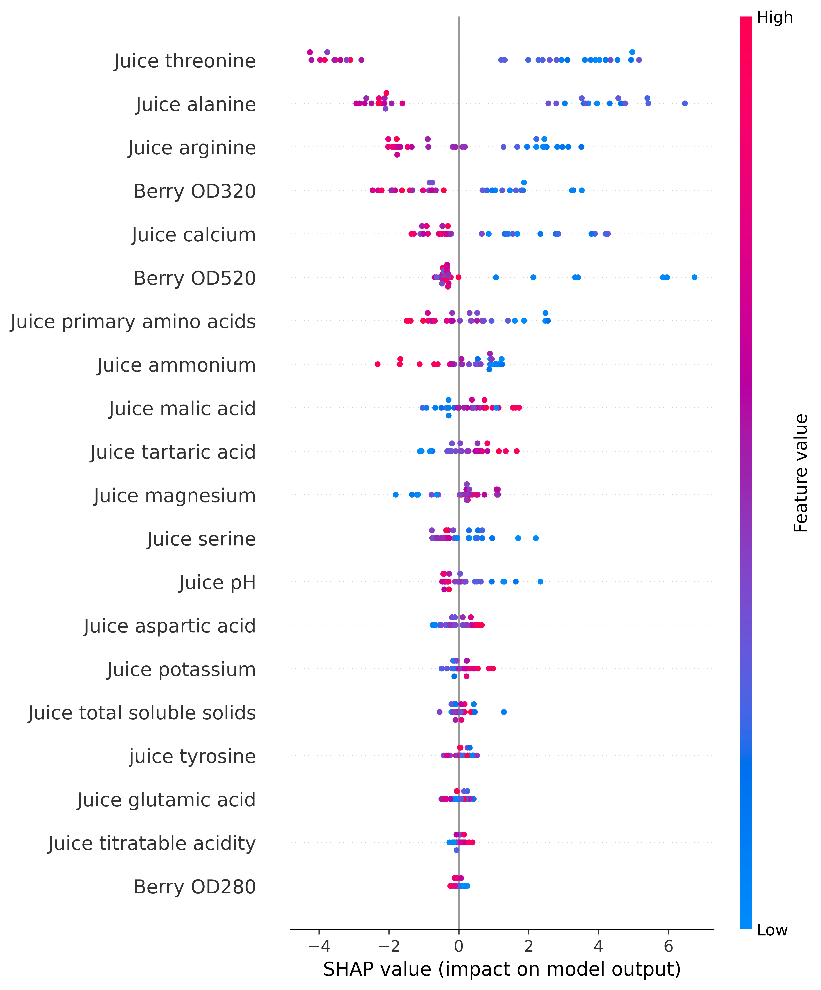 High
Juice threonine
Juice alanine
Juice arginine
Berry OD320
Juice calcium
Berry OD520
Juice primary amino acids
Juice ammonium
Juice malic acid
Juice tartaric acid
Juice magnesium
Juice serine
Juice pH
Juice aspartic acid
Juice potassium
Juice total soluble solids
juice tyrosine
Juice glutamic acid
Juice titratable acidity
Berry OD280
Feature value
Low
−4 −2 0 2 4 6
SHAP value (impact on model output)